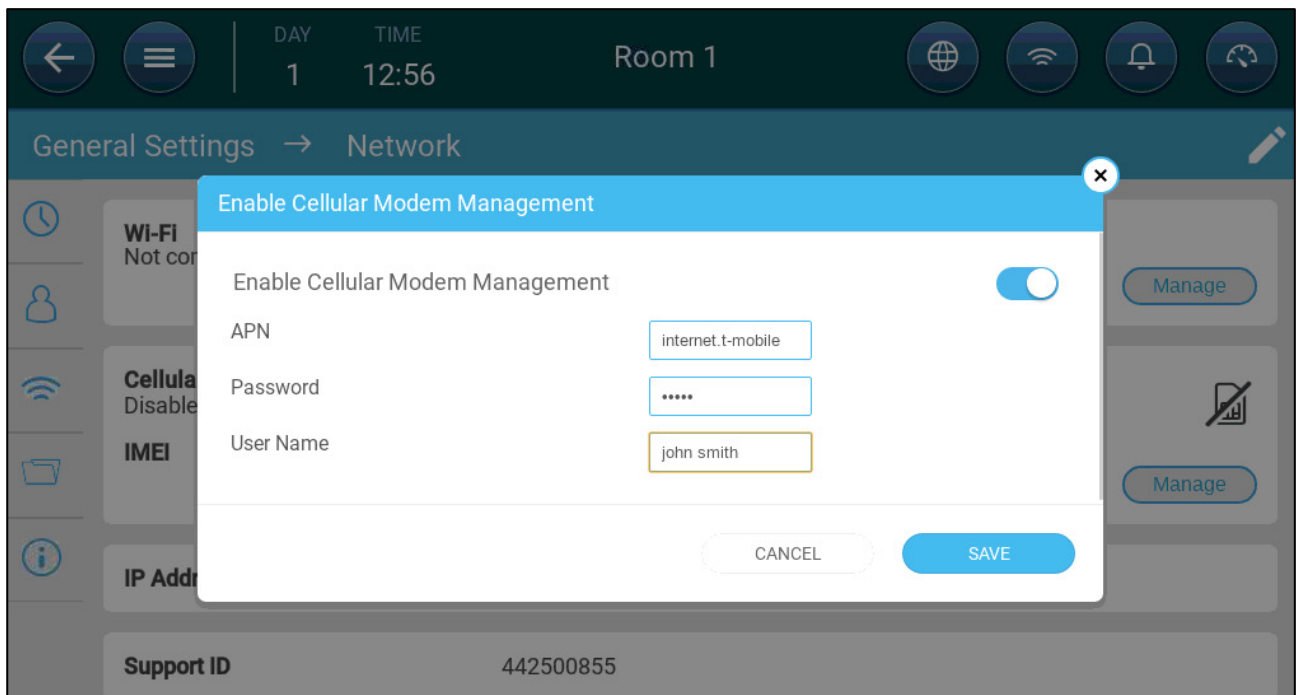 DAY TIME
1 12:56 Room 1
General Settings → Network
Enable Cellular Modem Management
Wi-Fi
Not cor
Enable Cellular Modem Management
Manage
APN internet.t-mobile
Cellula
Password •••••
Disable
User Name john smith
IMEI
Manage
CANCEL SAVE
IP Addr
Support ID 442500855